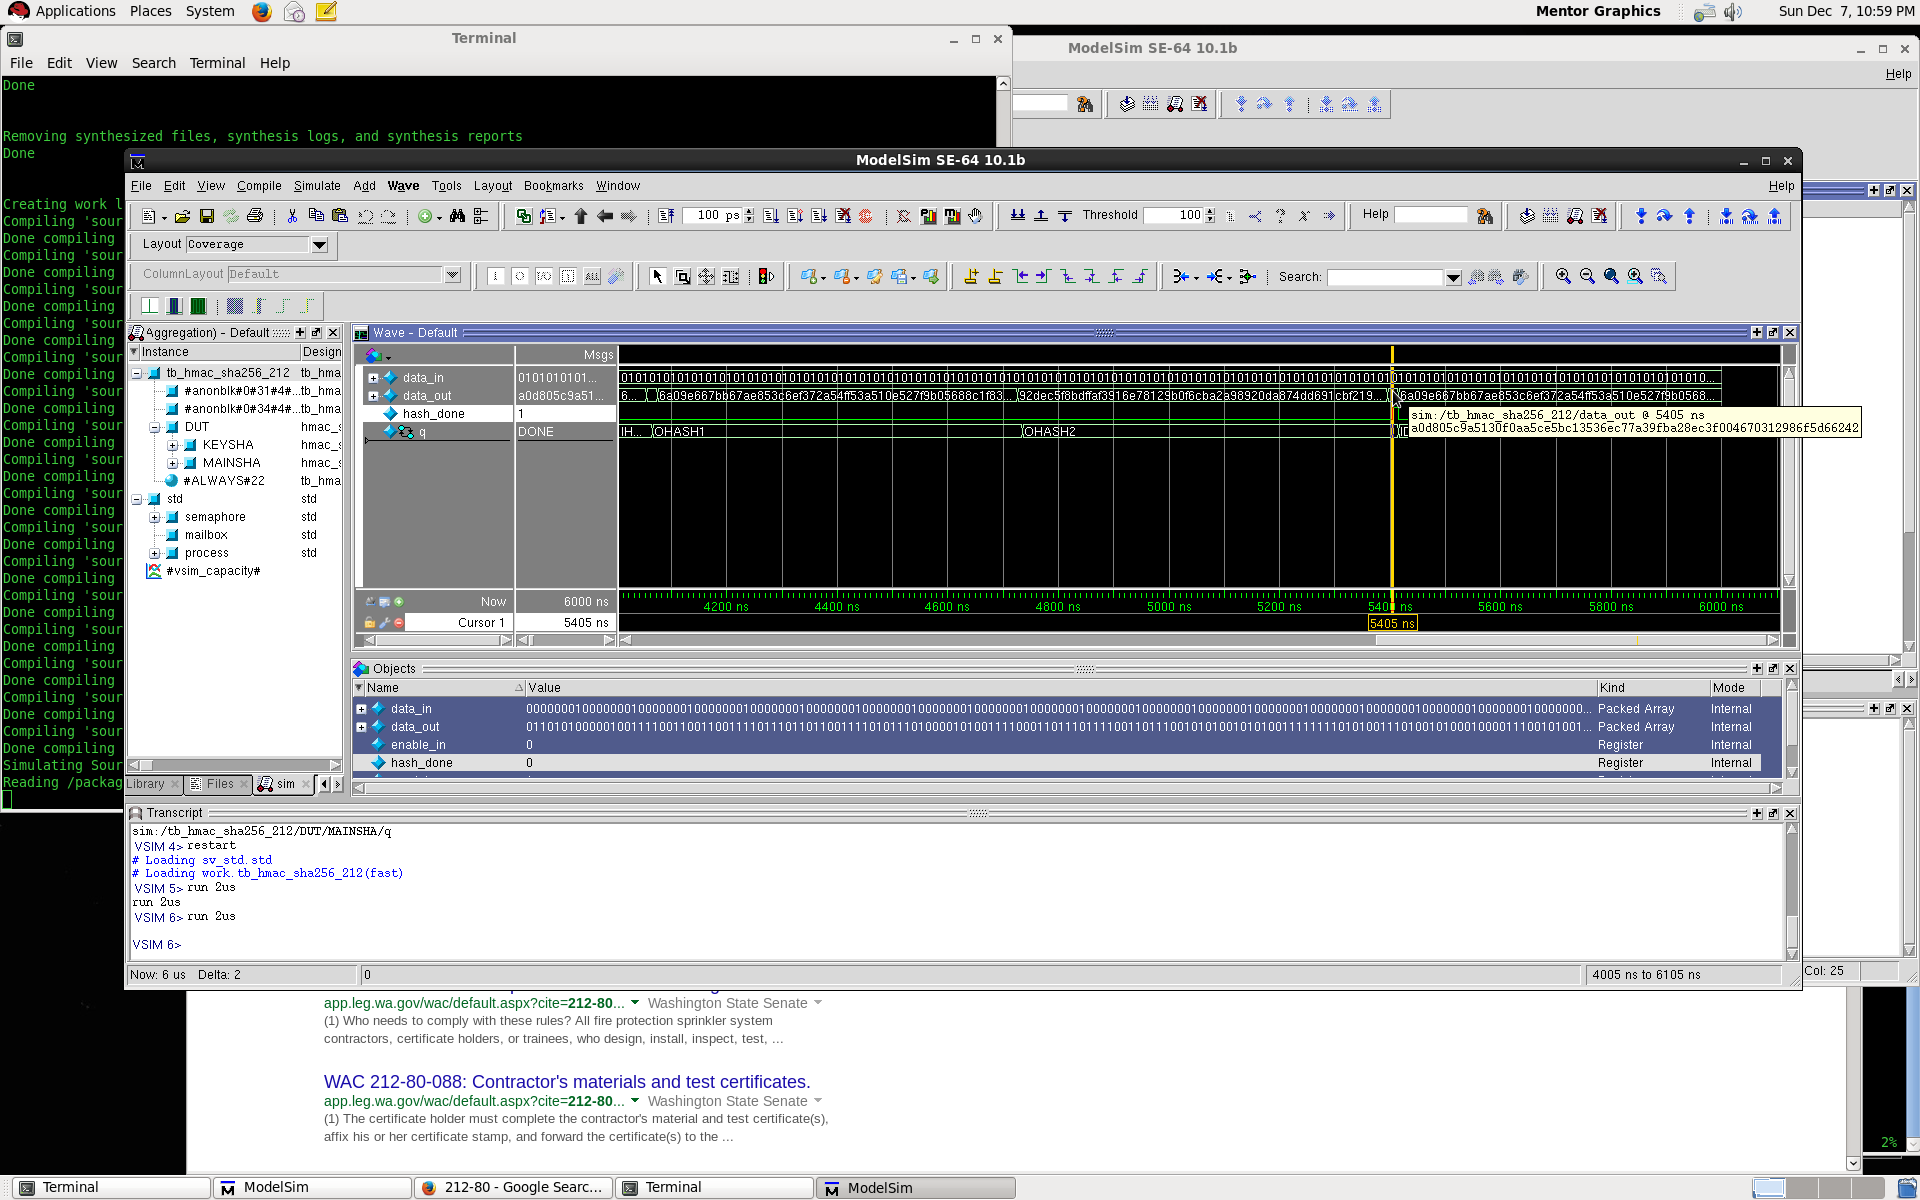 Applications Places System
Mentor Graphics
Sun Dec 7, 10:59 PM
Terminal
File Edit View Search Terminal Help
Done
Removing synthesized files, synthesis logs, and synthesis reports
Done
Creating work l
Compiling 'sour
Done compiling
Compiling 'sour
Done compiling
Compiling 'sour
Done compiling
Compiling 'sour
Done compiling
Compiling 'sour
Done compiling
Compiling 'sour
Done compiling
Compiling 'sour
Done compiling
Compiling 'sour
Done compiling
Compiling 'sour
Done compiling
Compiling 'sour
Done compiling
Compiling 'sour
Done compiling
Compiling 'sour
Done compiling
Compiling 'sour
Done compiling
Compiling 'sour
Done compiling
Compiling 'sour
Done compiling
Compiling 'sour
Done compiling
Compiling 'sour
Done compiling
Simulating Sour
Reading /packag
ModelSim SE-64 10.1b
Help
ModelSim SE-64 10.1b
File Edit View Compile Simulate Add Wave Tools Layout Bookmarks Window Help
100 ps
Threshold 100
Help
Layout Coverage
ColumnLayout Default
Search:
Aggregation) - Default
Instance Design
tb_hmac_sha256_212 tb_hma
#anonblk#0#31#4#... tb_hma
#anonblk#0#34#4#... tb_hma
DUT hmac_s
KEYSHA hmac_s
MAINSHA hmac_s
#ALWAYS#22 tb_hma
std std
semaphore std
mailbox std
process std
#vsim_capacity#
Library Files sim
Wave - Default
Msgs
data_in 0101010101...
data_out a0d805c9a51... 6... 6a09e667bb67ae853c6ef372a54ff53a510e527f9b05688c1f83... 92dec5f8bdffaf3916e78129b0f6cba2a98920da874dd691cbf219... 6a09e667bb67ae853c6ef372a54ff53a510e527f9b0568...
hash_done 1
q DONE IH... OHASH1 OHASH2
sim:/tb_hmac_sha256_212/data_out @ 5405 ns
a0d805c9a5130f0aa5ce5bc13536ec77a39fba28ec3f004670312986f5d66242
Now 6000 ns
4200 ns 4400 ns 4600 ns 4800 ns 5000 ns 5200 ns 5400 ns 5600 ns 5800 ns 6000 ns
Cursor 1 5405 ns
5405 ns
Objects
Name Value Kind Mode
data_in Packed Array Internal
data_out Packed Array Internal
enable_in 0 Register Internal
hash_done 0 Register Internal
Transcript
sim:/tb_hmac_sha256_212/DUT/MAINSHA/q
VSIM 4> restart
# Loading sv_std.std
# Loading work.tb_hmac_sha256_212(fast)
VSIM 5> run 2us
run 2us
VSIM 6> run 2us
VSIM 6>
Now: 6 us Delta: 2
0
4005 ns to 6105 ns
Col: 25
app.leg.wa.gov/wac/default.aspx?cite=212-80... Washington State Senate
(1) Who needs to comply with these rules? All fire protection sprinkler system
contractors, certificate holders, or trainees, who design, install, inspect, test, ...
WAC 212-80-088: Contractor's materials and test certificates.
app.leg.wa.gov/wac/default.aspx?cite=212-80... Washington State Senate
(1) The certificate holder must complete the contractor's material and test certificate(s),
affix his or her certificate stamp, and forward the certificate(s) to the ...
2%
Terminal
ModelSim
212-80 - Google Searc...
Terminal
ModelSim